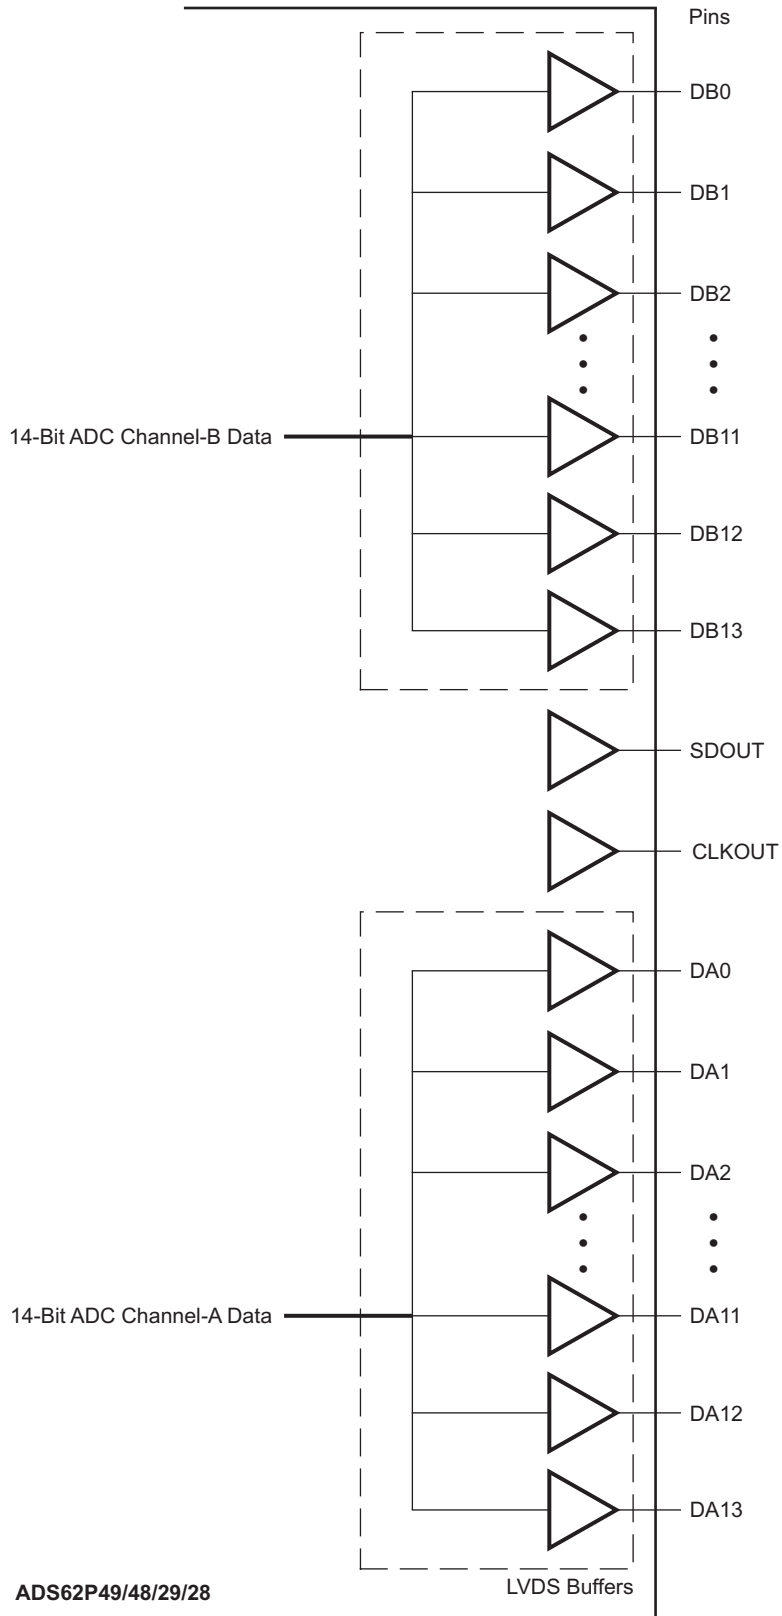 Pins
DB0
DB1
DB2
14-Bit ADC Channel-B Data
DB11
DB12
DB13
SDOUT
CLKOUT
DA0
DA1
DA2
14-Bit ADC Channel-A Data
DA11
DA12
DA13
LVDS Buffers
ADS62P49/48/29/28